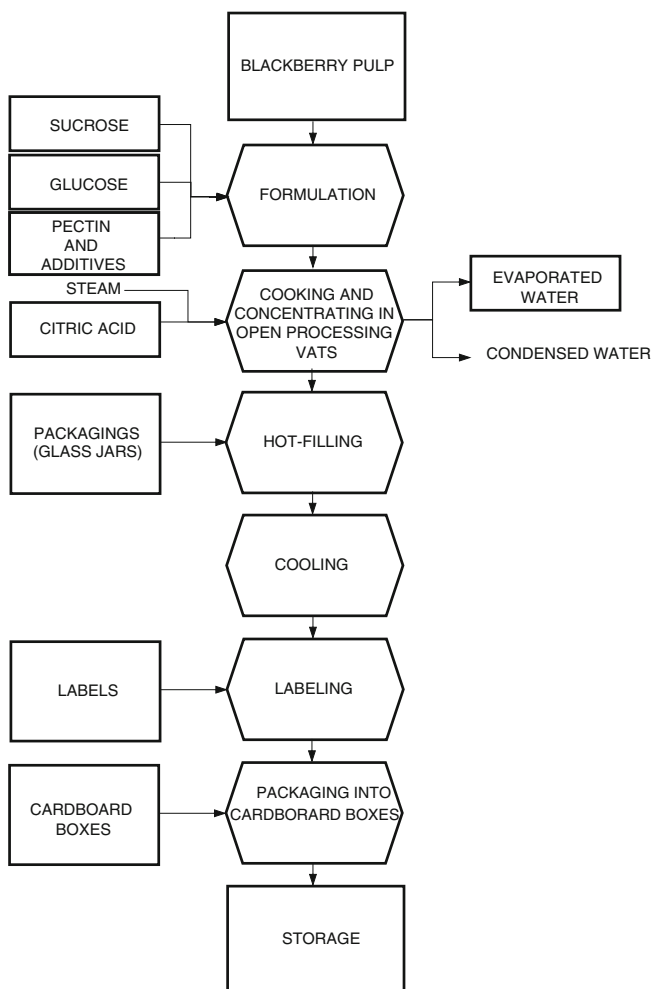 BLACKBERRY PULP
SUCROSE
GLUCOSE
PECTIN
AND
ADDITIVES
FORMULATION
STEAM
CITRIC ACID
COOKING AND
CONCENTRATING IN
OPEN PROCESSING
VATS
EVAPORATED
WATER
CONDENSED WATER
PACKAGINGS
(GLASS JARS)
HOT-FILLING
COOLING
LABELS
LABELING
CARDBOARD
BOXES
PACKAGING INTO
CARDBORARD BOXES
STORAGE